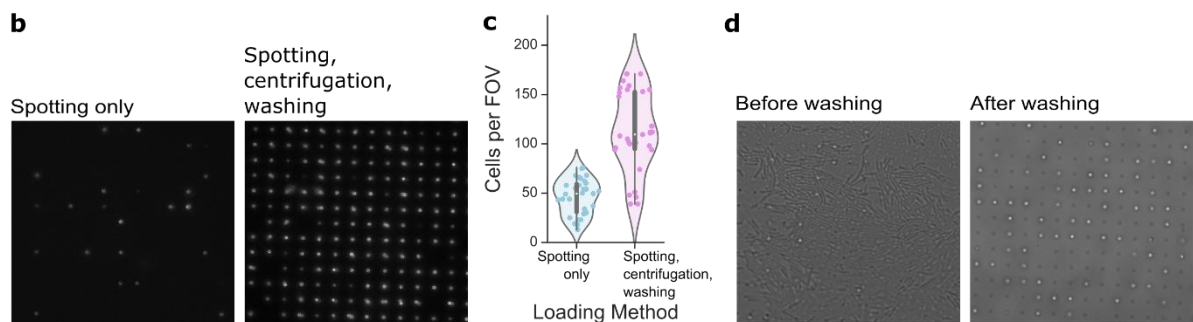 b
Spotting only
Spotting,
centrifugation,
washing
c
Cells per FOV
200
150
100
50
0
Spotting
only
Spotting,
centrifugation,
washing
Loading Method
d
Before washing
After washing